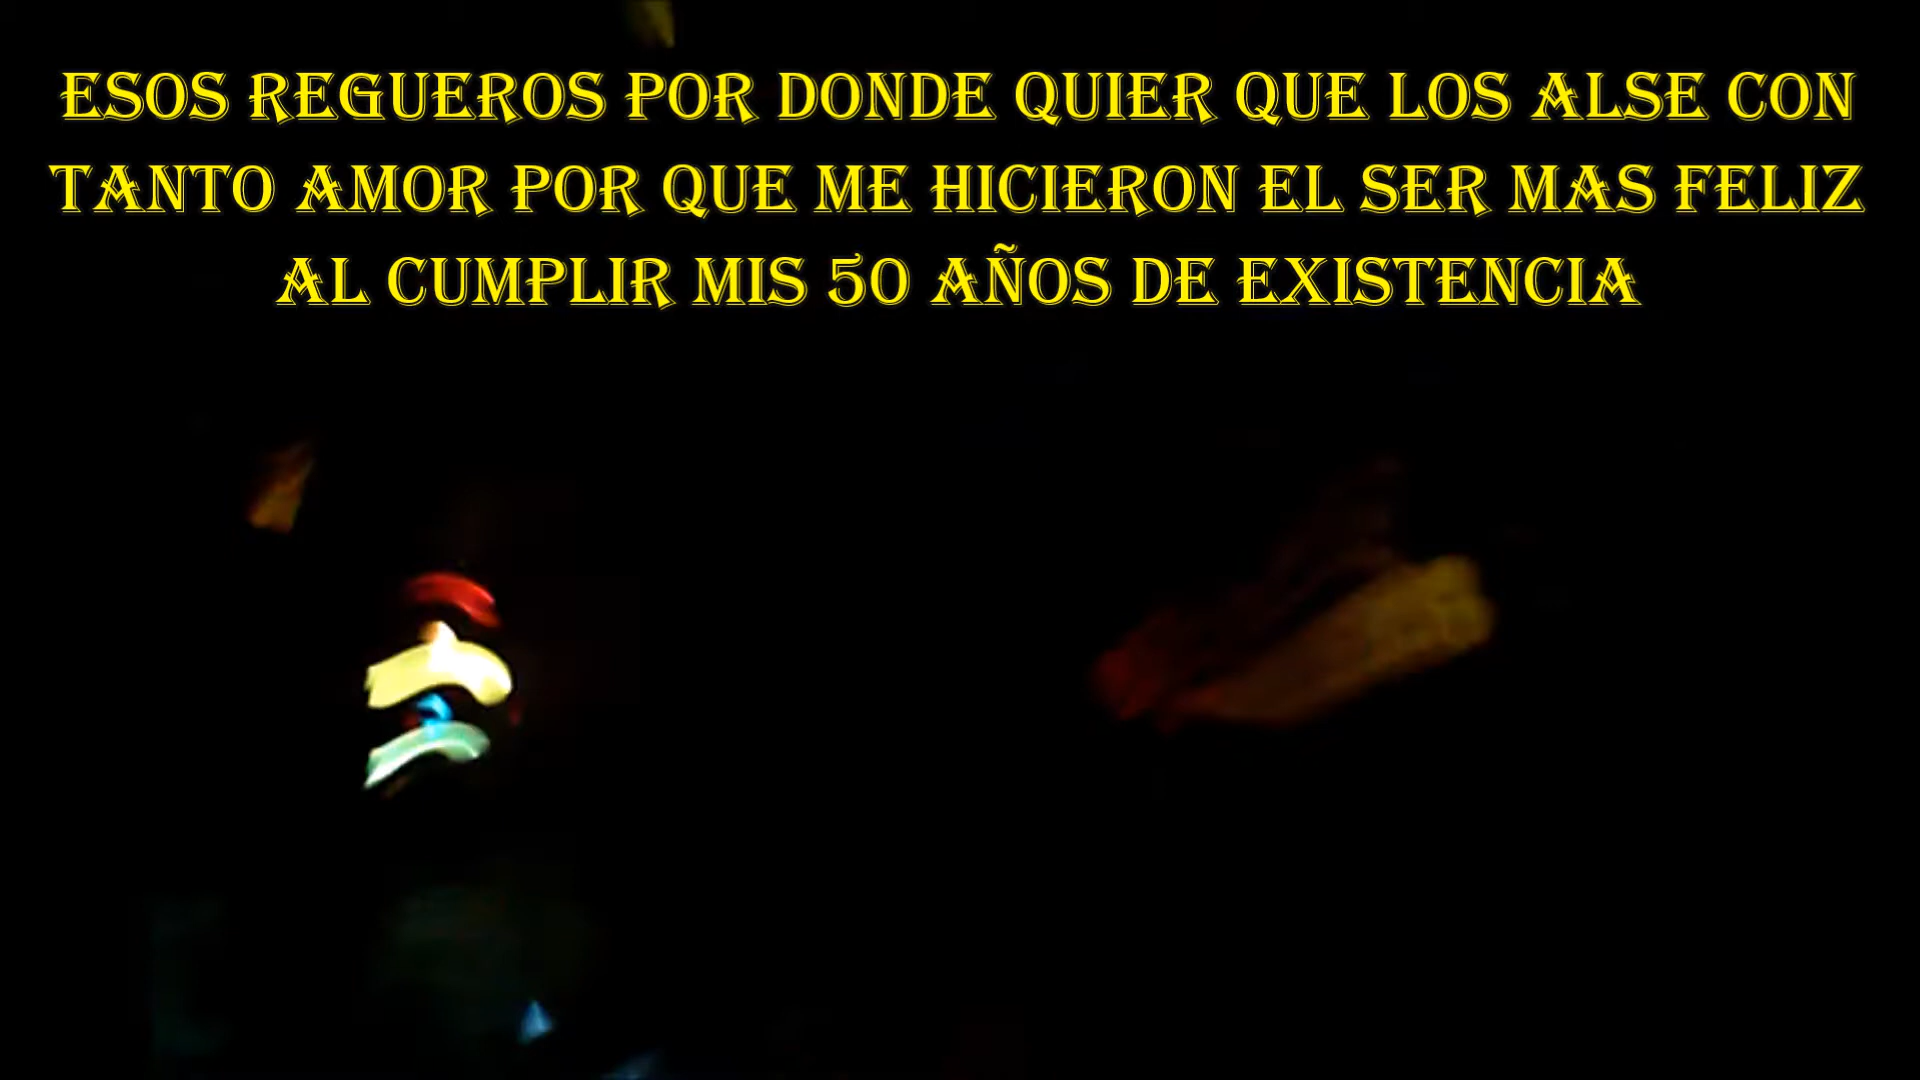 ESOS REGUEROS POR DONDE QUIER QUE LOS ALSE CON
TANTO AMOR POR QUE ME HICIERON EL SER MAS FELIZ
AL CUMPLIR MIS 50 AÑOS DE EXISTENCIA